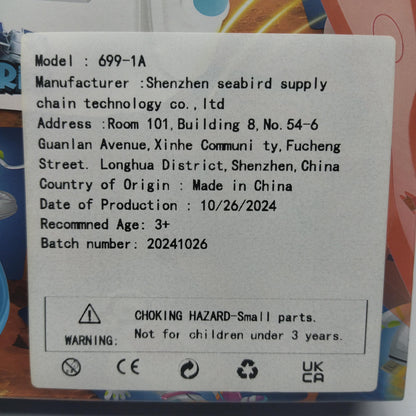 Model : 699-1A
Manufacturer :Shenzhen seabird supply
chain technology co.,ltd
Address :Room 101,Building 8,No.54-6
Guanlan Avenue,Xinhe Communi ty,Fucheng
Street. Longhua District,Shenzhen,China
Country of Origin : Made in China
Date of Production : 10/26/2024
Recommned Age: 3+
Batch number: 20241026
CHOKING HAZARD-Small parts.
WARNING: Not for children under 3 years.
CE
UK
CA